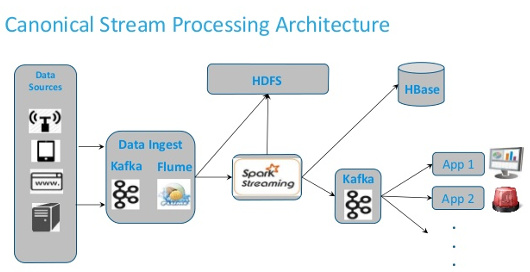 Canonical Stream Processing Architecture
Data
Sources
www.
Data Ingest
Kafka
Flume
HDFS
Spark
Streaming
HBase
Kafka
App 1
App 2